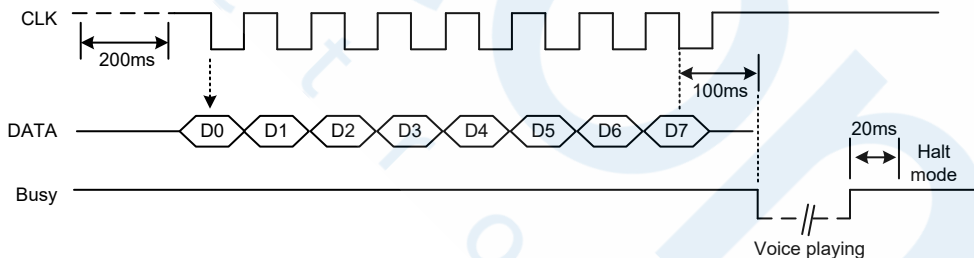 CLK
200ms
100ms
DATA
D0 D1 D2 D3 D4 D5 D6 D7
20ms
Halt
mode
Busy
Voice playing